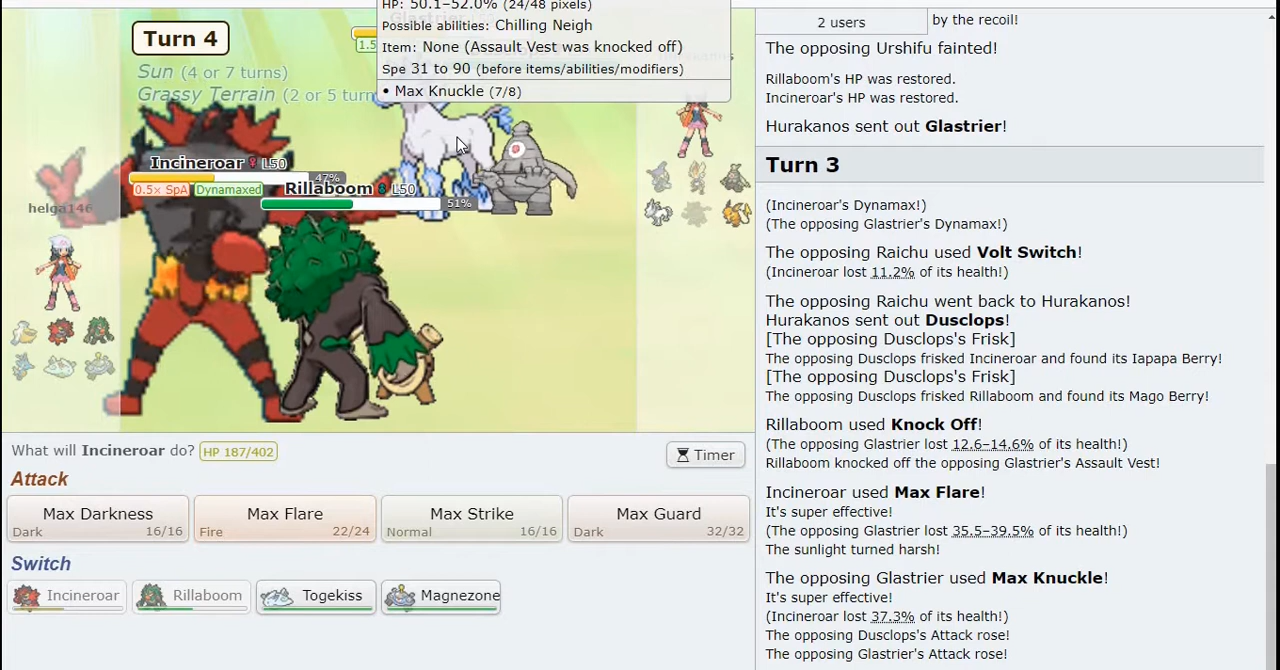 Turn 4
Sun (4 or 7 turns)
Grassy Terrain (2 or 5 turn
HP: 50.1–52.0% (24/48 pixels)
Possible abilities: Chilling Neigh
Item: None (Assault Vest was knocked off)
Spe 31 to 90 (before items/abilities/modifiers)
• Max Knuckle (7/8)
1.5
Incineroar L50
47%
0.5× SpA Dynamaxed
Rillaboom L50
51%
helga146
What will Incineroar do? HP 187/402
Timer
Attack
Max Darkness
Dark 16/16
Max Flare
Fire 22/24
Max Strike
Normal 16/16
Max Guard
Dark 32/32
Switch
Incineroar
Rillaboom
Togekiss
Magnezone
2 users
by the recoil!
The opposing Urshifu fainted!
Rillaboom's HP was restored.
Incineroar's HP was restored.
Hurakanos sent out Glastrier!
Turn 3
(Incineroar's Dynamax!)
(The opposing Glastrier's Dynamax!)
The opposing Raichu used Volt Switch!
(Incineroar lost 11.2% of its health!)
The opposing Raichu went back to Hurakanos!
Hurakanos sent out Dusclops!
[The opposing Dusclops's Frisk]
The opposing Dusclops frisked Incineroar and found its Iapapa Berry!
[The opposing Dusclops's Frisk]
The opposing Dusclops frisked Rillaboom and found its Mago Berry!
Rillaboom used Knock Off!
(The opposing Glastrier lost 12.6–14.6% of its health!)
Rillaboom knocked off the opposing Glastrier's Assault Vest!
Incineroar used Max Flare!
It's super effective!
(The opposing Glastrier lost 35.5–39.5% of its health!)
The sunlight turned harsh!
The opposing Glastrier used Max Knuckle!
It's super effective!
(Incineroar lost 37.3% of its health!)
The opposing Dusclops's Attack rose!
The opposing Glastrier's Attack rose!